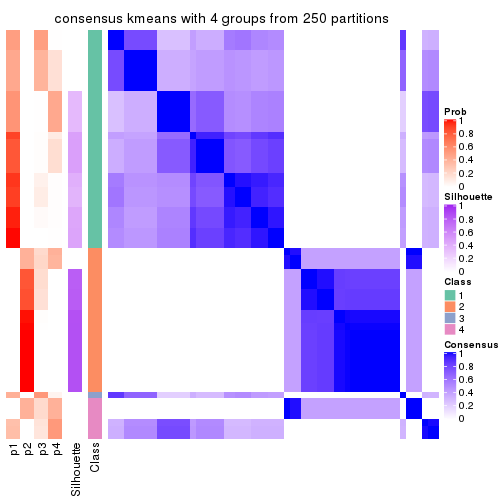 consensus kmeans with 4 groups from 250 partitions
Prob
1
0.8
0.6
0.4
0.2
0
Silhouette
1
0.8
0.6
0.4
0.2
0
Class
1
2
3
4
Consensus
1
0.8
0.6
0.4
0.2
0
p1
p2
p3
p4
Silhouette
Class